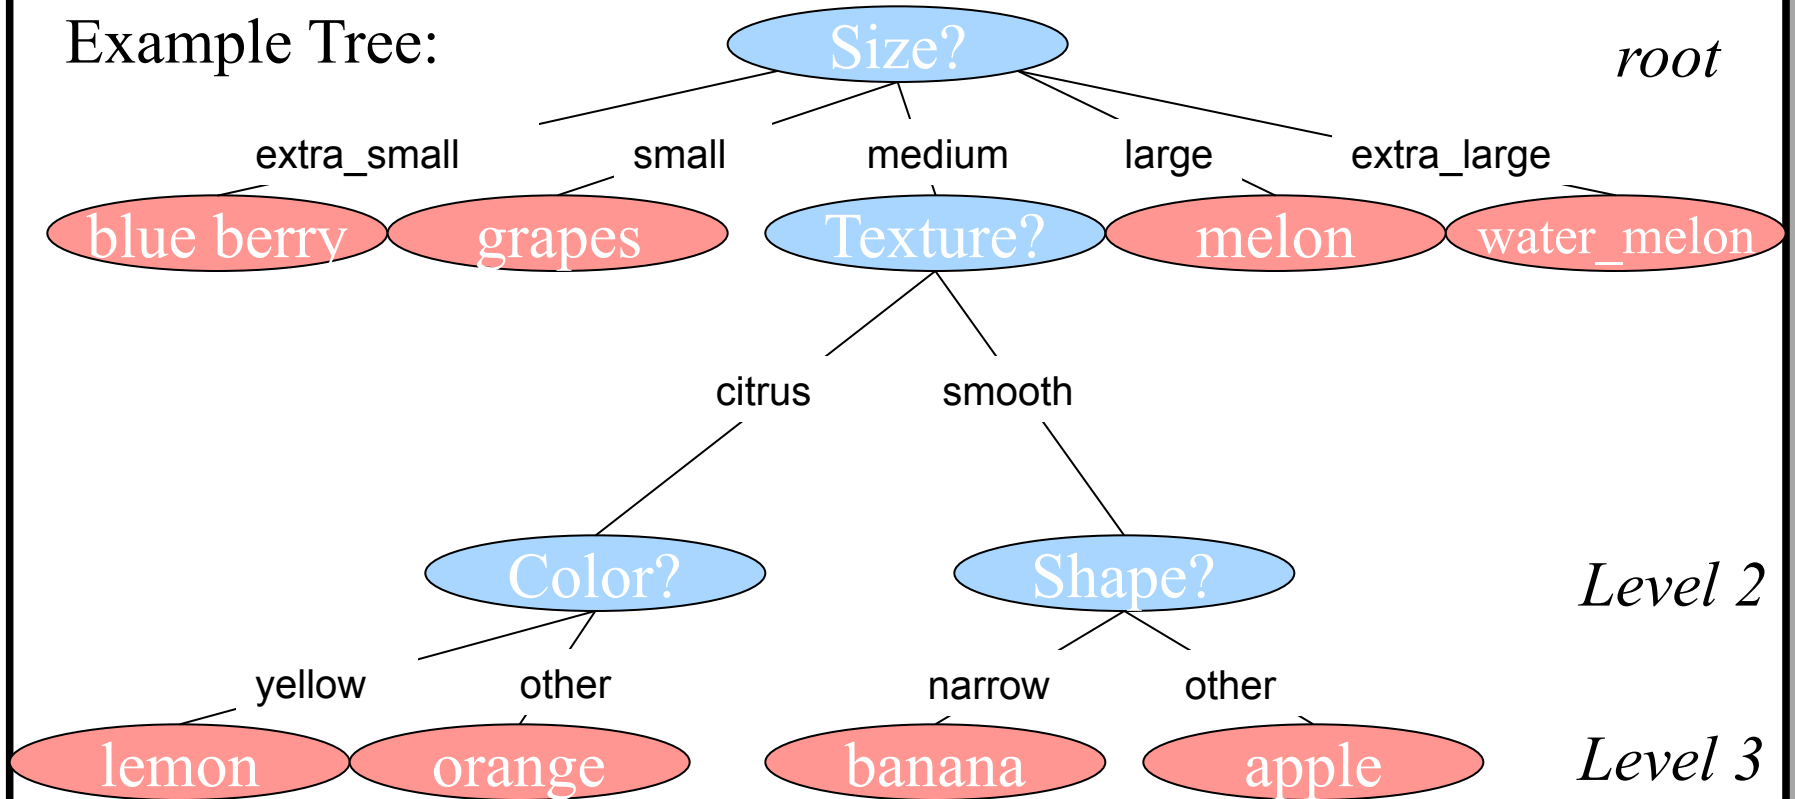 Example Tree:
Size?
root
extra_small small medium large extra_large
blue berry grapes Texture? melon water_melon
citrus smooth
Color? Shape? Level 2
yellow other narrow other
lemon orange banana apple Level 3